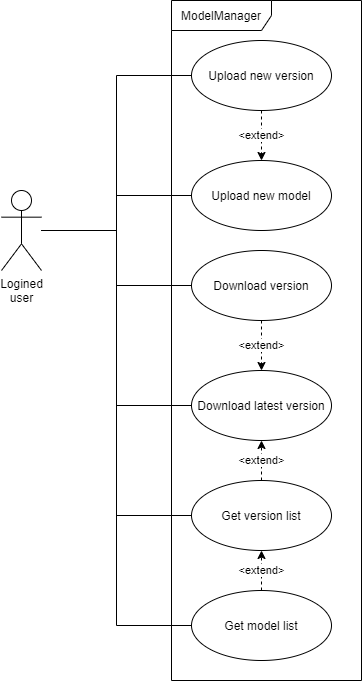 ModelManager
Upload new version
<extend>
Upload new model
Logined
user
Download version
<extend>
Download latest version
<extend>
Get version list
<extend>
Get model list